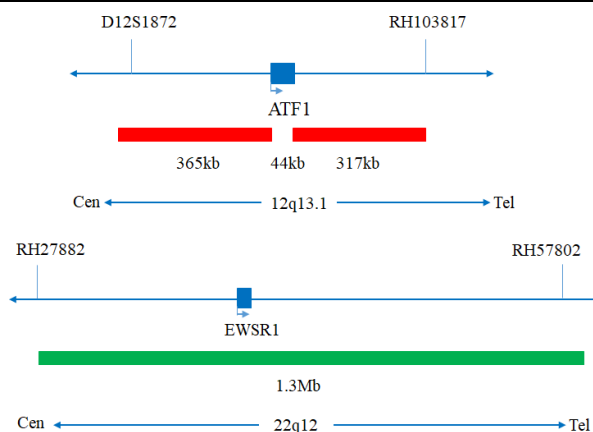 D12S1872 RH103817
ATF1
365kb 44kb 317kb
Cen 12q13.1 Tel
RH27882 RH57802
EWSR1
1.3Mb
Cen 22q12 Tel